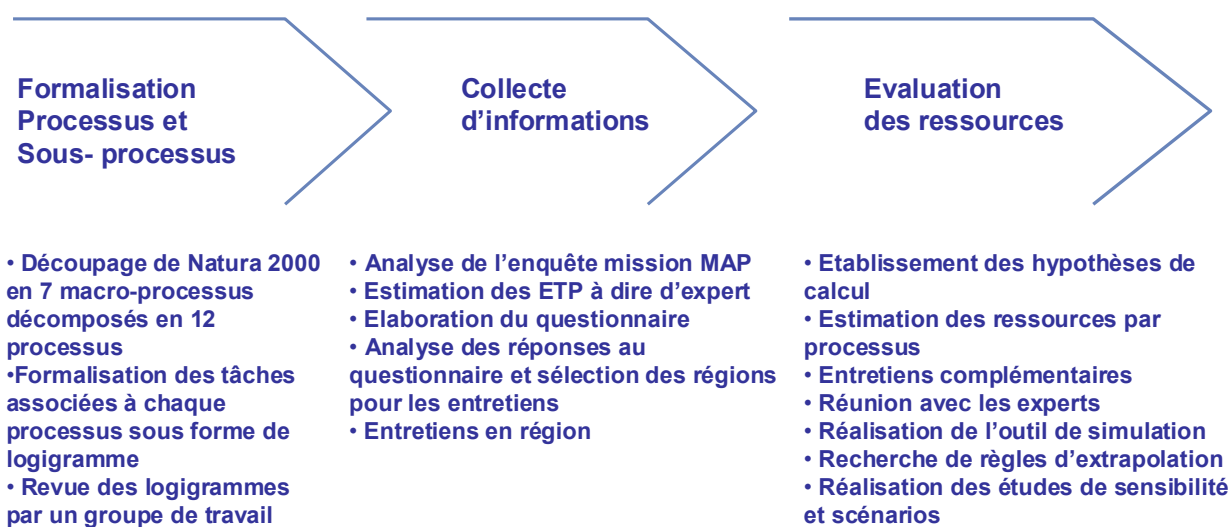 Formalisation
Processus et
Sous- processus
Collecte
d'informations
Evaluation
des ressources
• Découpage de Natura 2000
en 7 macro-processus
décomposés en 12
processus
•Formalisation des tâches
associées à chaque
processus sous forme de
logigramme
• Revue des logigrammes
par un groupe de travail
• Analyse de l'enquête mission MAP
• Estimation des ETP à dire d'expert
• Elaboration du questionnaire
• Analyse des réponses au
questionnaire et sélection des régions
pour les entretiens
• Entretiens en région
• Etablissement des hypothèses de
calcul
• Estimation des ressources par
processus
• Entretiens complémentaires
• Réunion avec les experts
• Réalisation de l'outil de simulation
• Recherche de règles d'extrapolation
• Réalisation des études de sensibilité
et scénarios